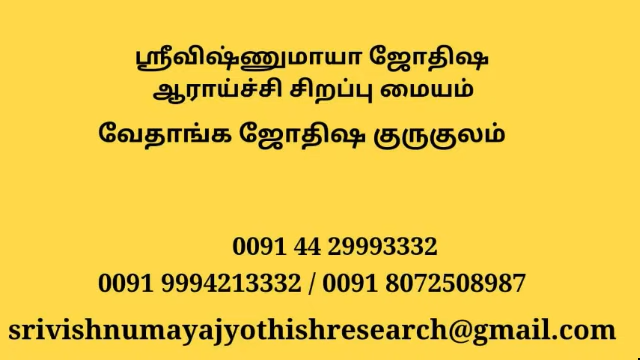 ஸ்ரீவிஷ்ணுமாயா ஜோதிஷ
ஆராய்ச்சி சிறப்பு மையம்
வேதாங்க ஜோதிஷ குருகுலம்
0091 44 29993332
0091 9994213332 / 0091 8072508987
srivishnumayajyothishresearch@gmail.com